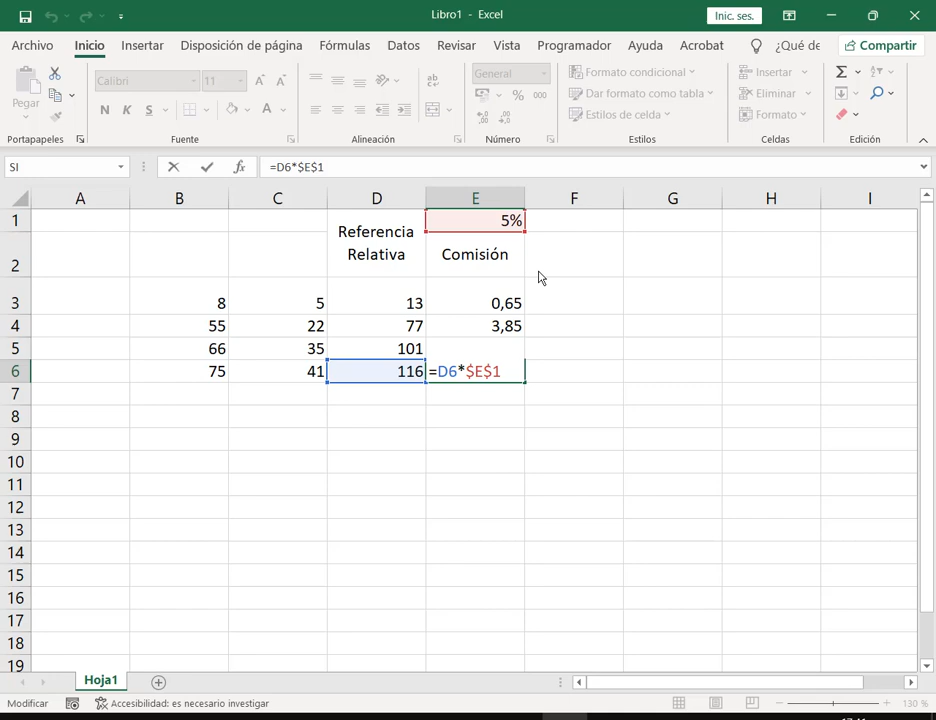 Libro1 - Excel
Inic. ses.
Archivo Inicio Insertar Disposición de página Fórmulas Datos Revisar Vista Programador Ayuda Acrobat ¿Qué de Compartir
Pegar
Calibri 11
General
Formato condicional
Dar formato como tabla
Estilos de celda
Insertar
Eliminar
Formato
N K S
% 000
Portapapeles Fuente Alineación Número Estilos Celdas Edición
SI =D6*$E$1
A B C D E F G H I
1 Referencia Relativa 5%
2 Comisión
3 8 5 13 0,65
4 55 22 77 3,85
5 66 35 101
6 75 41 116 =D6*$E$1
7
8
9
10
11
12
13
14
15
16
17
18
19
Hoja1
Modificar Accesibilidad: es necesario investigar 130 %